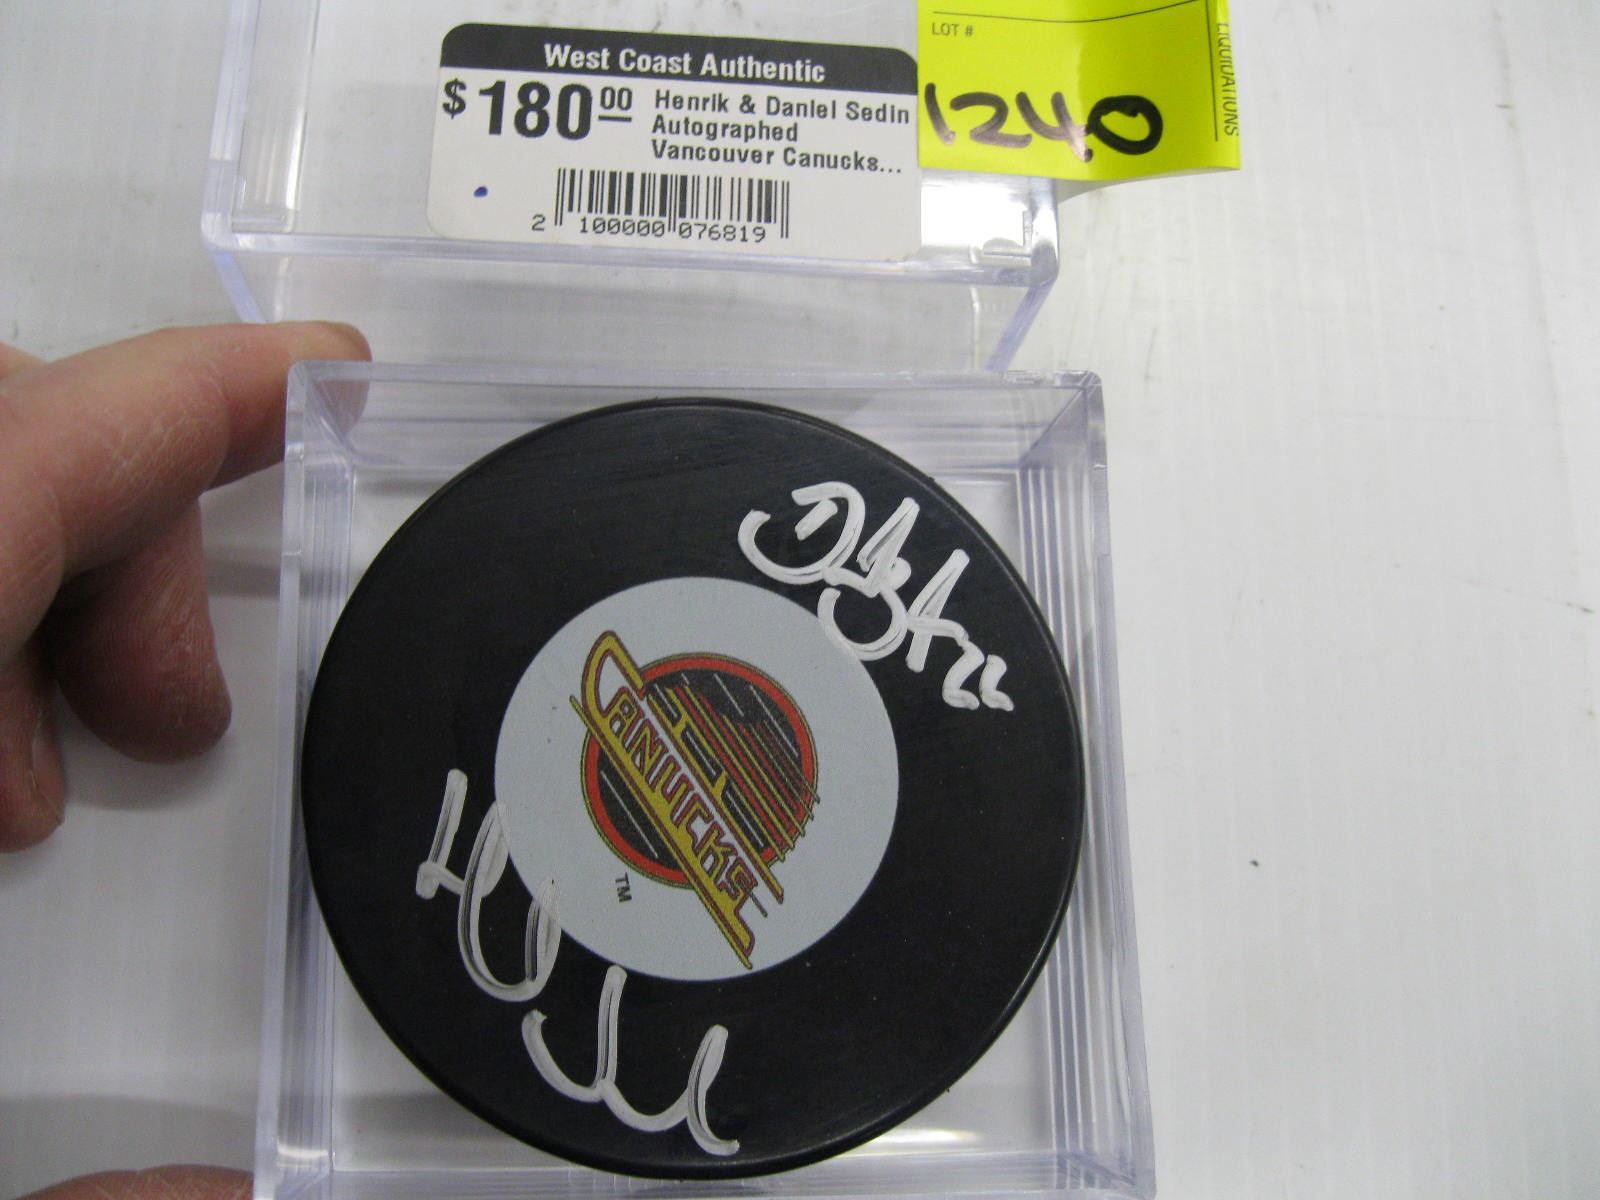 West Coast Authentic
$180.00
Henrik & Daniel Sedin
Autographed
Vancouver Canucks...
2 100000 076819
LOT #
1240
LIQUIDATIONS
22
CANUCKS
TM